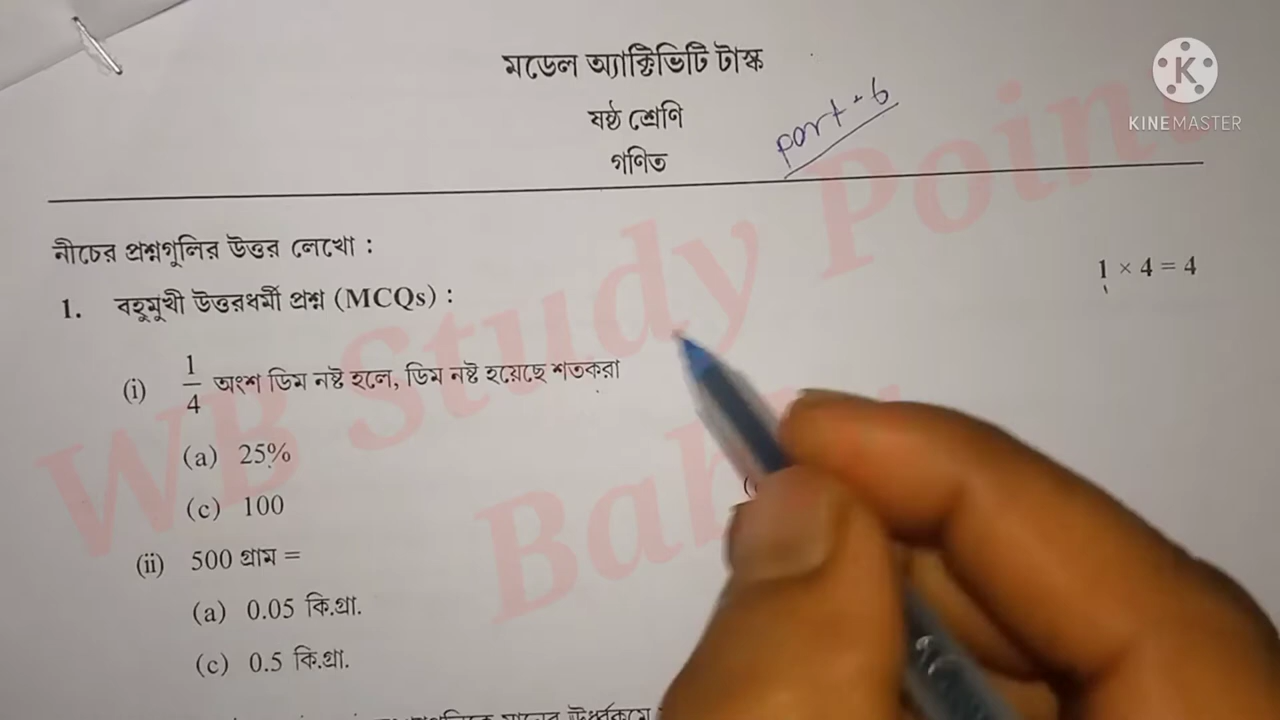 মডেল অ্যাক্টিভিটি টাস্ক
ষষ্ঠ শ্রেণি
গণিত
part-6
K
KINEMASTER
নীচের প্রশ্নগুলির উত্তর লেখো :
1 × 4 = 4
1. বহুমুখী উত্তরধর্মী প্রশ্ন (MCQs) :
(i) 1/4 অংশ ডিম নষ্ট হলে, ডিম নষ্ট হয়েছে শতকরা
(a) 25%
(c) 100
(ii) 500 গ্রাম =
(a) 0.05 কি.গ্রা.
(c) 0.5 কি.গ্রা.
WB Study Point